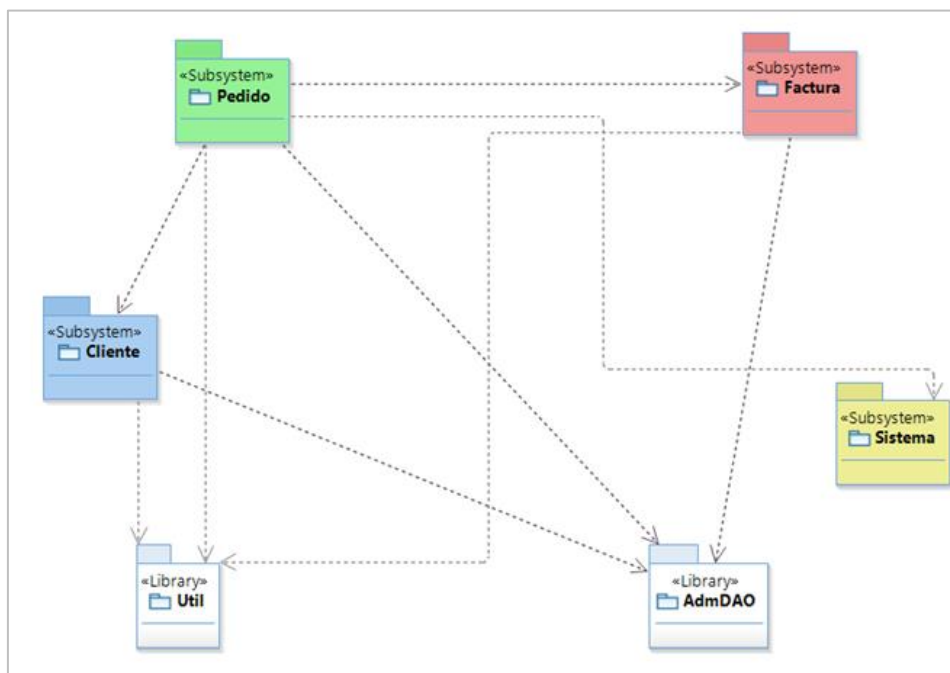 «Subsystem»
Pedido
«Subsystem»
Factura
«Subsystem»
Cliente
«Subsystem»
Sistema
«Library»
Util
«Library»
AdmDAO